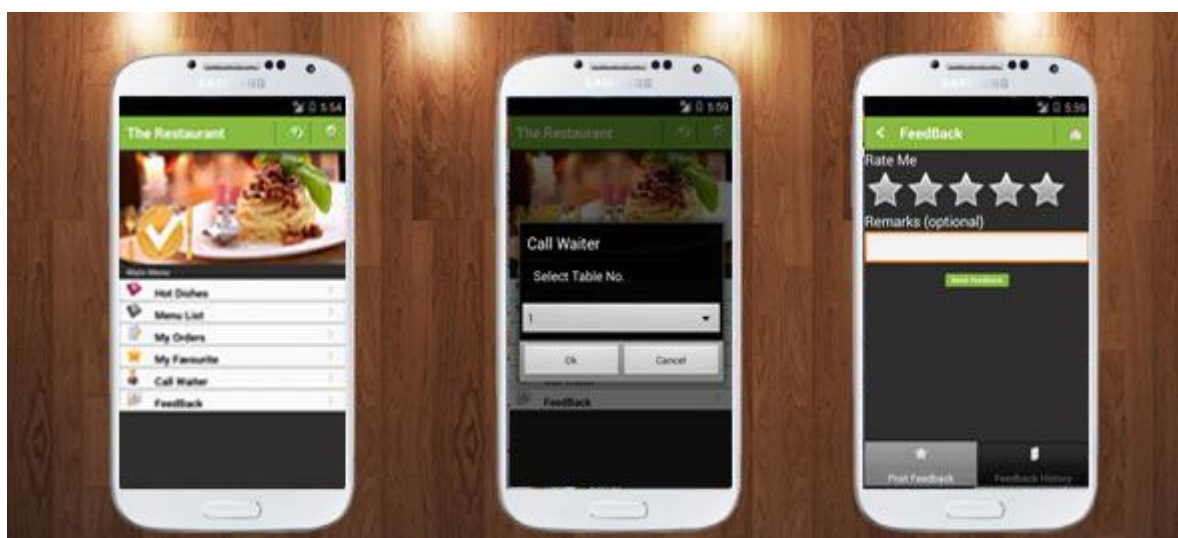 SAMSUNG
5:54
The Restaurant
Main Menu
Hot Dishes
Menu List
My Orders
My Favourite
Call Waiter
FeedBack
SAMSUNG
5:59
The Restaurant
Call Waiter
Select Table No.
1
Ok
Cancel
FeedBack
5:59
FeedBack
Rate Me
Remarks (optional)
Send Feedback
Post Feedback
Feedback History